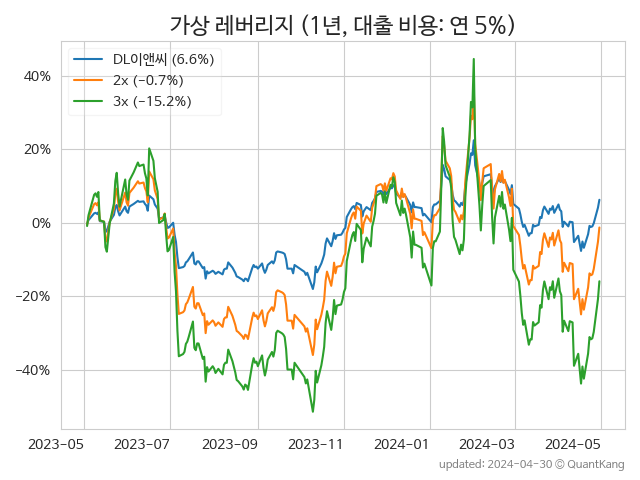 가상 레버리지 (1년, 대출 비용: 연 5%)
DL이앤씨 (6.6%)
2x (−0.7%)
3x (−15.2%)
40%
20%
0%
−20%
−40%
2023-05 2023-07 2023-09 2023-11 2024-01 2024-03 2024-05
updated: 2024-04-30 © QuantKang